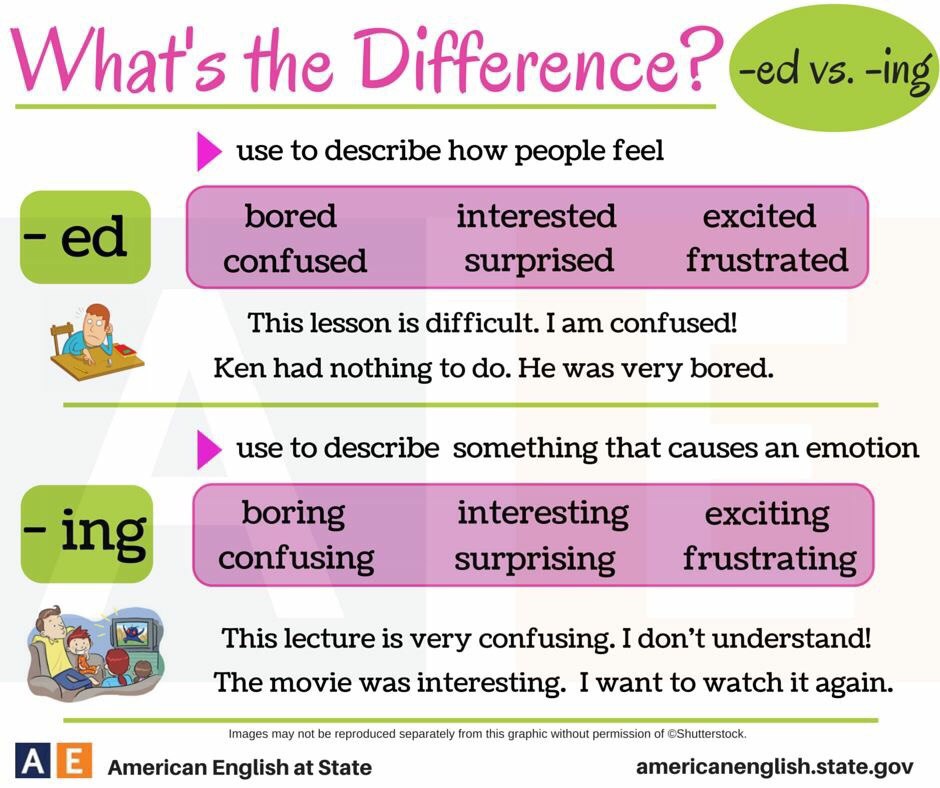 What's the Difference?
-ed vs. -ing
use to describe how people feel
- ed
bored interested excited
confused surprised frustrated
This lesson is difficult. I am confused!
Ken had nothing to do. He was very bored.
use to describe something that causes an emotion
- ing
boring interesting exciting
confusing surprising frustrating
This lecture is very confusing. I don't understand!
The movie was interesting. I want to watch it again.
Images may not be reproduced separately from this graphic without permission of ©Shutterstock.
A E American English at State
americanenglish.state.gov